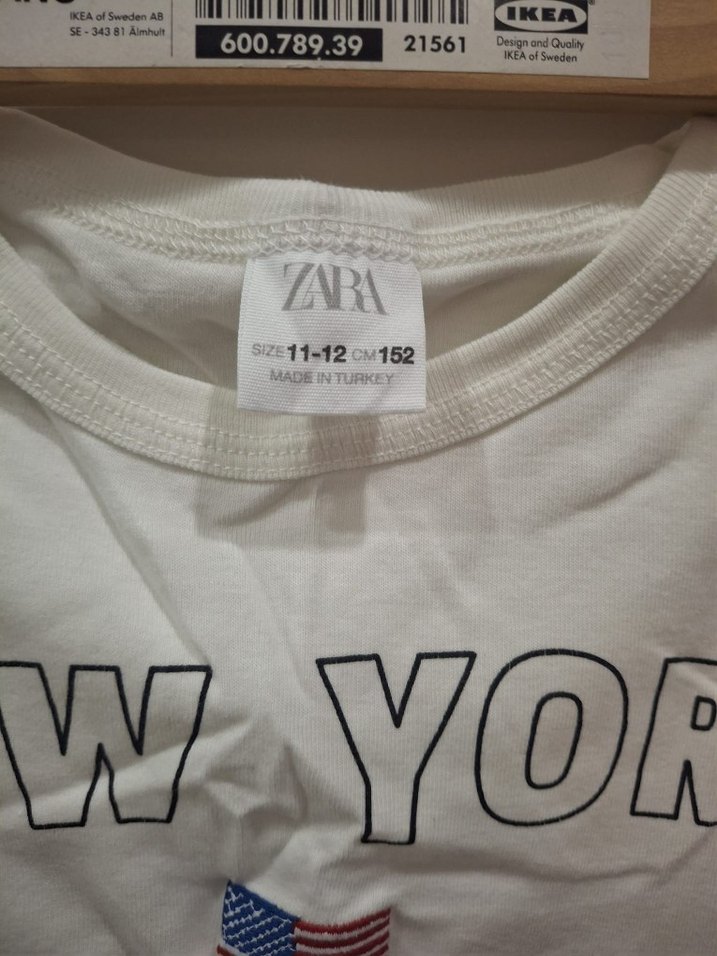 IKEA of Sweden AB
SE - 343 81 Älmhult
600.789.39
21561
IKEA
Design and Quality
IKEA of Sweden
ZARA
SIZE 11-12 CM 152
MADE IN TURKEY
W YOR